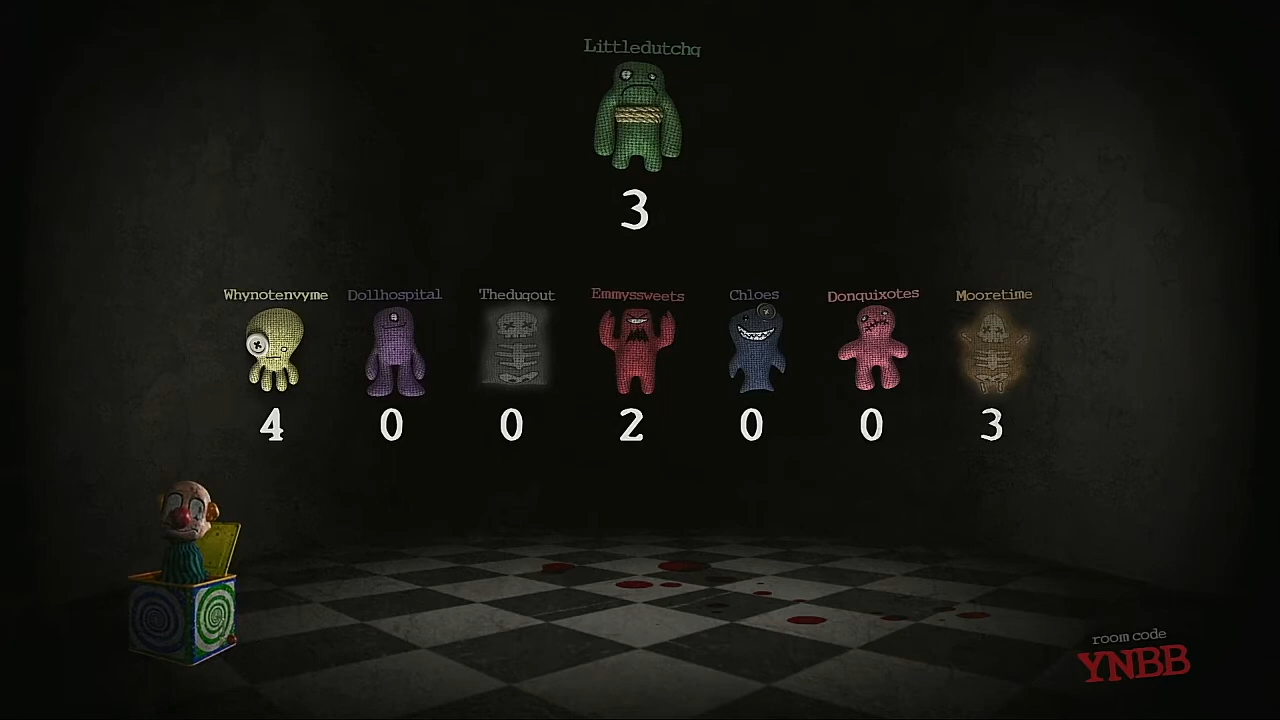 Littledutchq
3
Whynotenvyme Dollhospital Thedugout Emmyssweets Chloes Donquixotes Mooretime
4 0 0 2 0 0 3
room code
YNBB